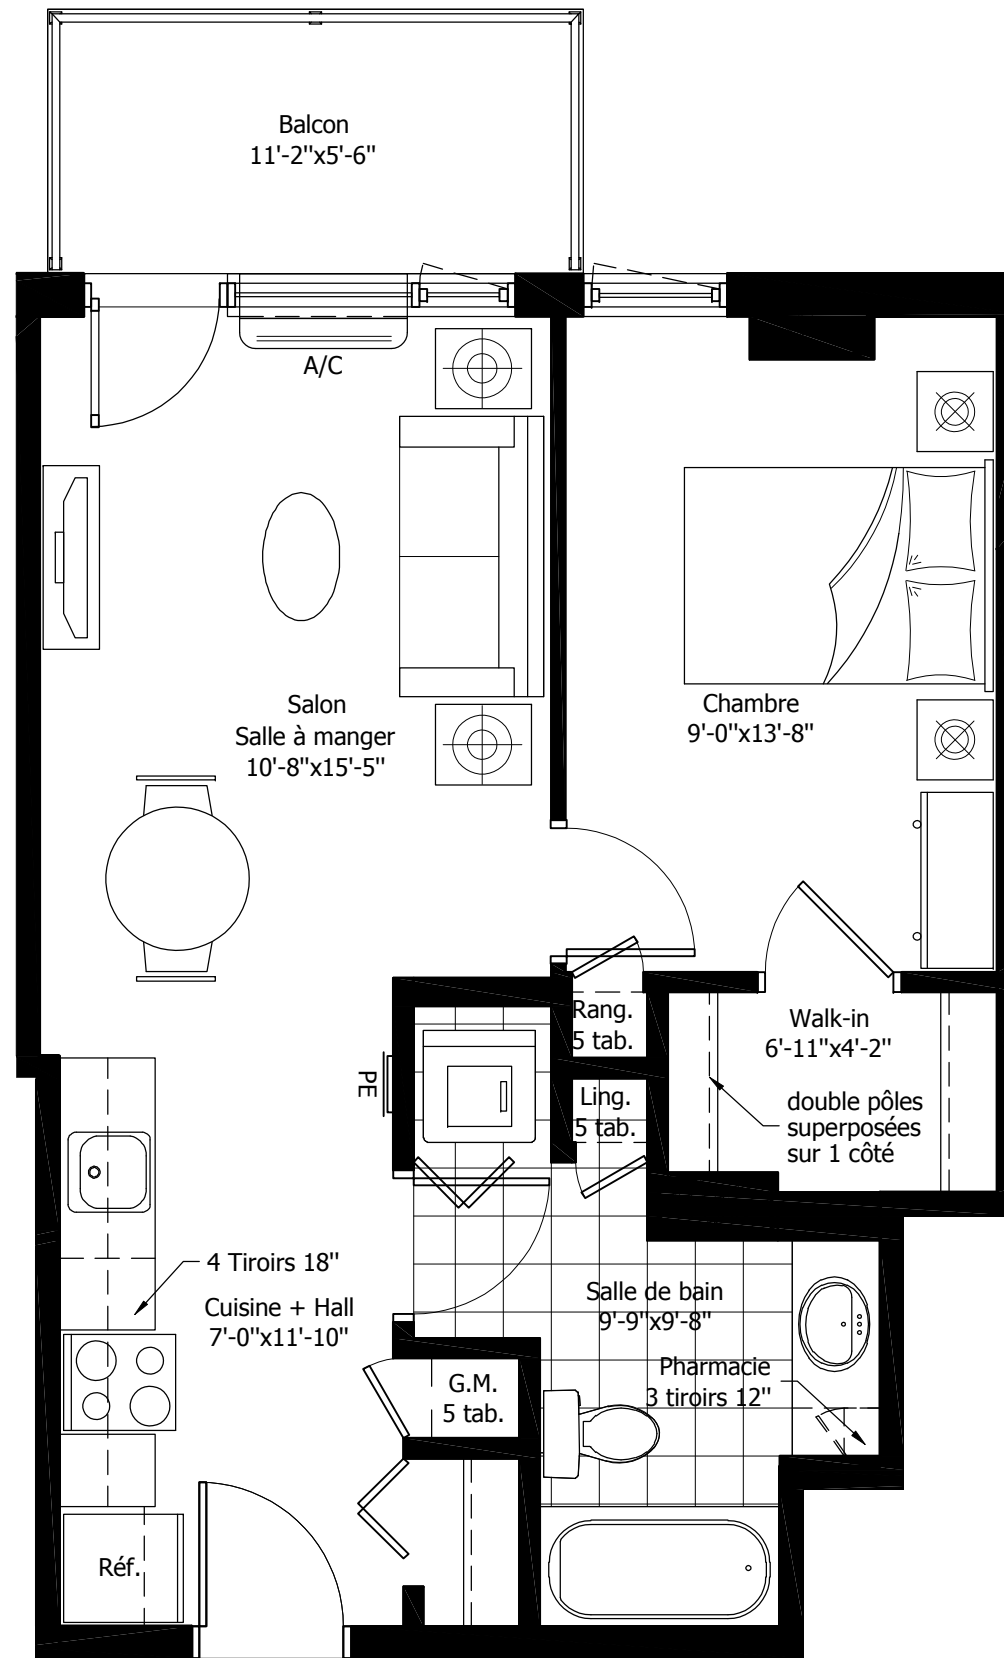 Balcon
11'-2"x5'-6"
A/C
Salon
Salle à manger
10'-8"x15'-5"
Chambre
9'-0"x13'-8"
Rang.
5 tab.
Walk-in
6'-11"x4'-2"
double pôles
superposées
sur 1 côté
PE
Ling.
5 tab.
4 Tiroirs 18"
Cuisine + Hall
7'-0"x11'-10"
Salle de bain
9'-9"x9'-8"
Pharmacie
3 tiroirs 12"
G.M.
5 tab.
Réf.